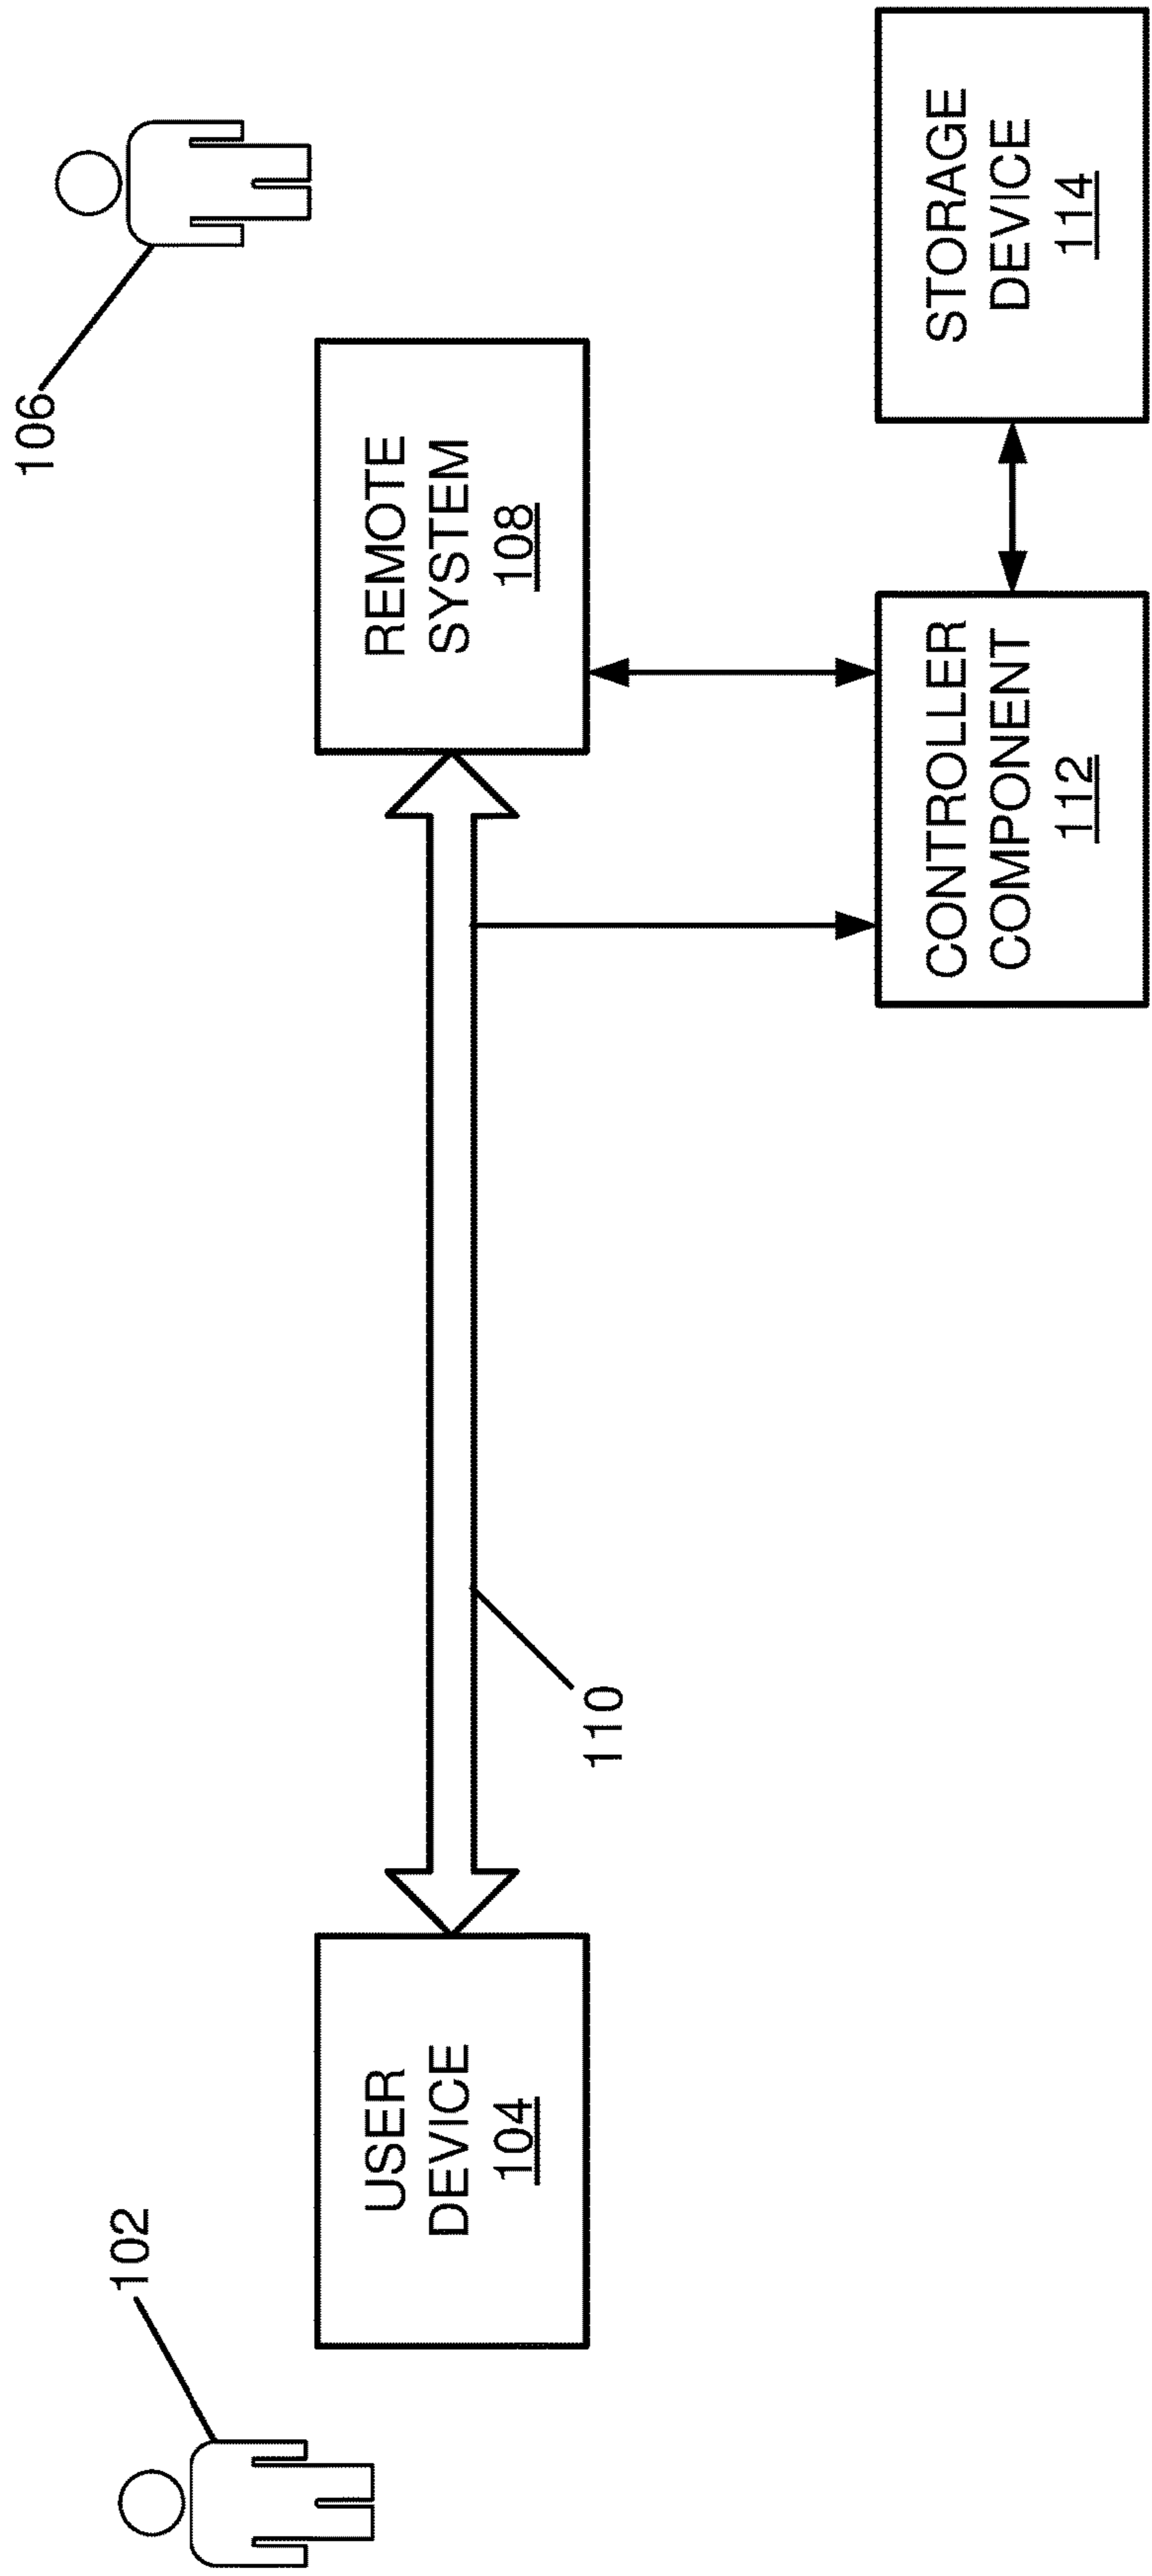 102
106
USER
DEVICE
104
REMOTE
SYSTEM
108
110
CONTROLLER
COMPONENT
112
STORAGE
DEVICE
114